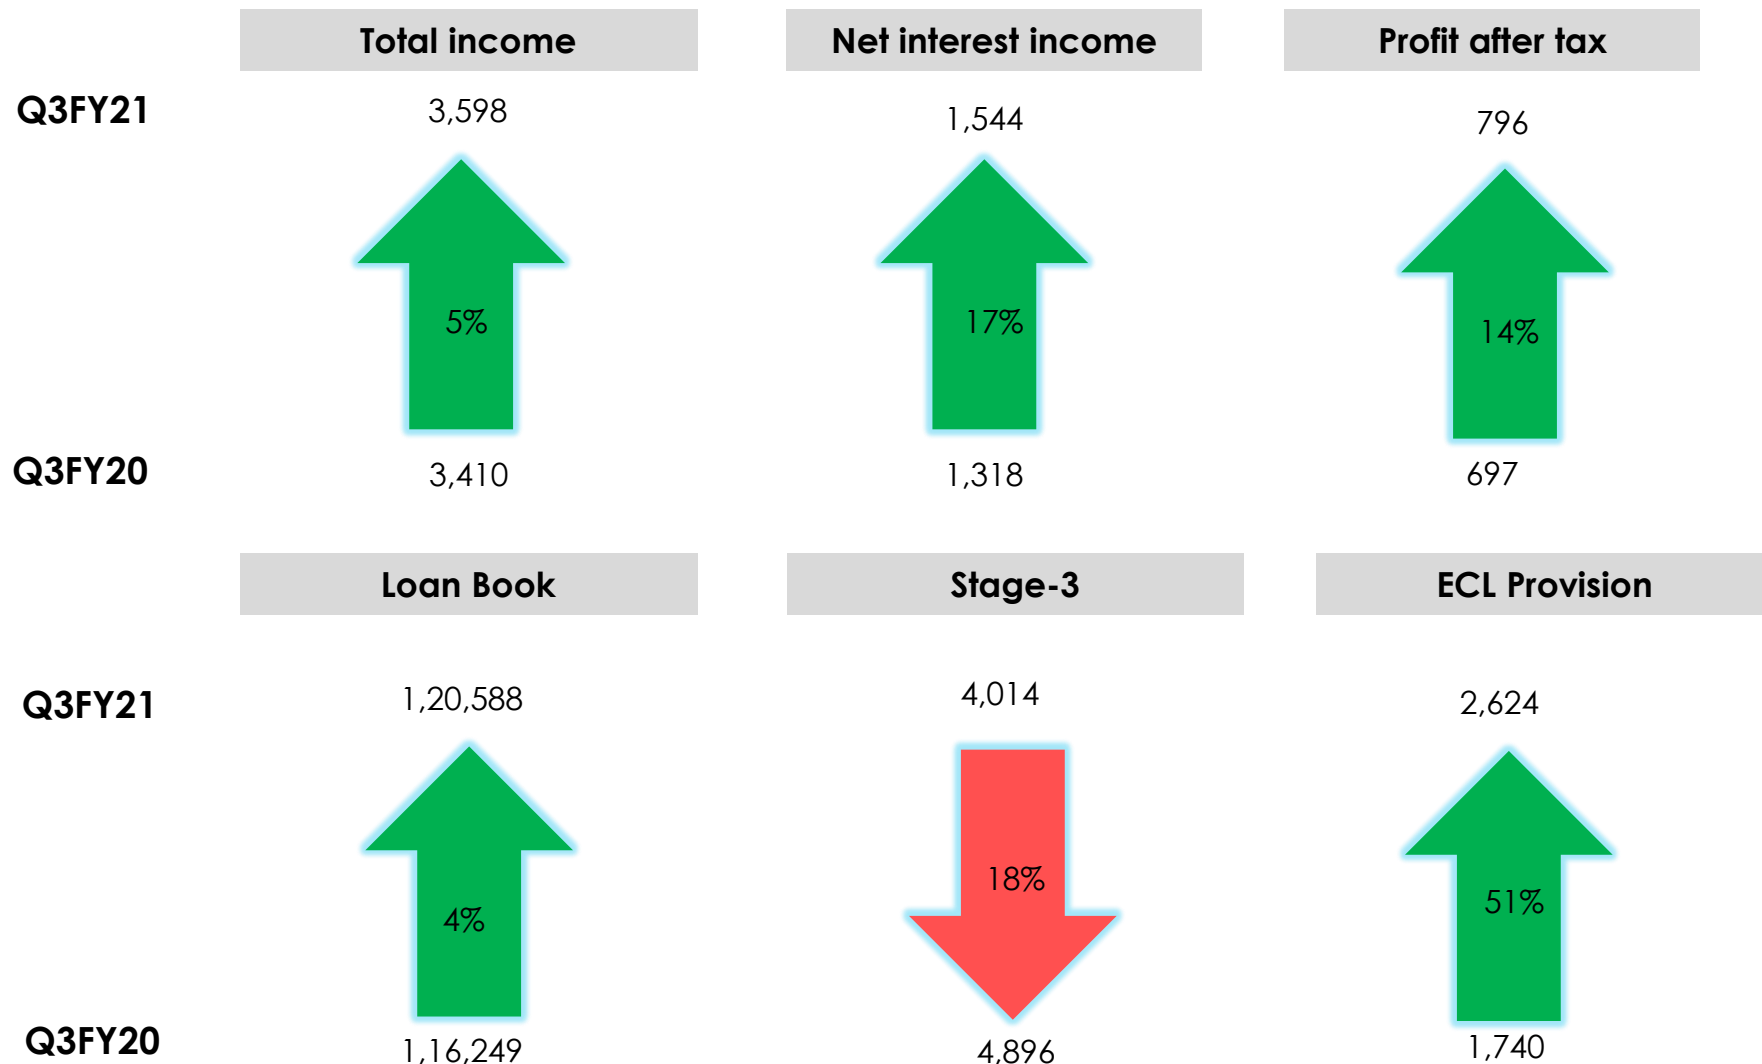 Total income Net interest income Profit after tax
Q3FY21 3,598 1,544 796
5% 17% 14%
Q3FY20 3,410 1,318 697
Loan Book Stage-3 ECL Provision
Q3FY21 1,20,588 4,014 2,624
4% 18% 51%
Q3FY20 1,16,249 4,896 1,740